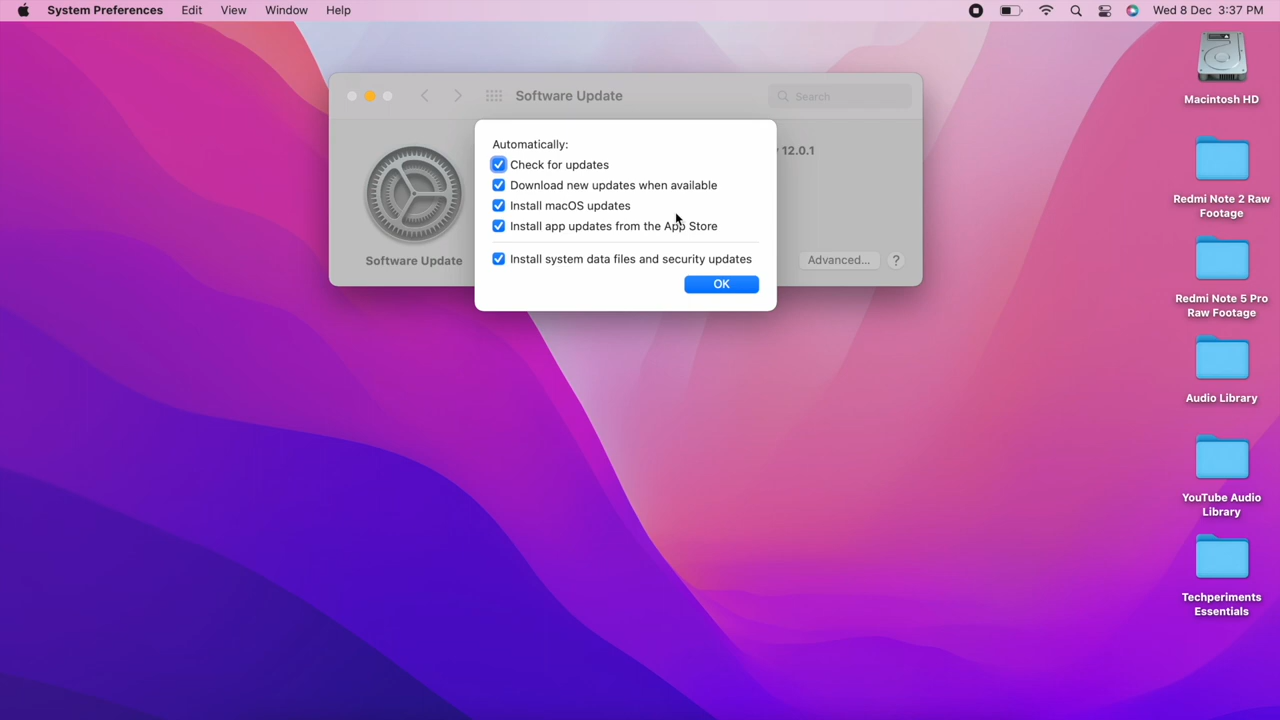 System Preferences Edit View Window Help Wed 8 Dec 3:37 PM
Software Update
Search
Software Update
12.0.1
Advanced...
?
Automatically:
Check for updates
Download new updates when available
Install macOS updates
Install app updates from the App Store
Install system data files and security updates
OK
Macintosh HD
Redmi Note 2 Raw
Footage
Redmi Note 5 Pro
Raw Footage
Audio Library
YouTube Audio
Library
Techperiments
Essentials